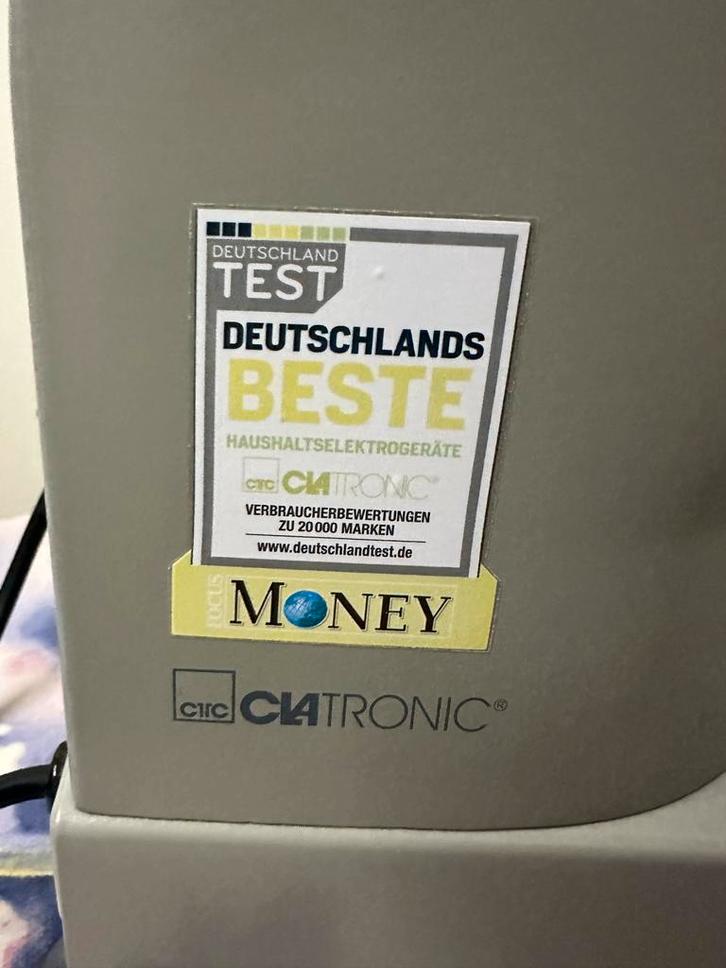 DEUTSCHLAND
TEST
DEUTSCHLANDS
BESTE
HAUSHALTSELEKTROGERÄTE
CTC CLATRONIC®
VERBRAUCHERBEWERTUNGEN
ZU 20 000 MARKEN
www.deutschlandtest.de
FOCUS
MONEY
CTC CLATRONIC®